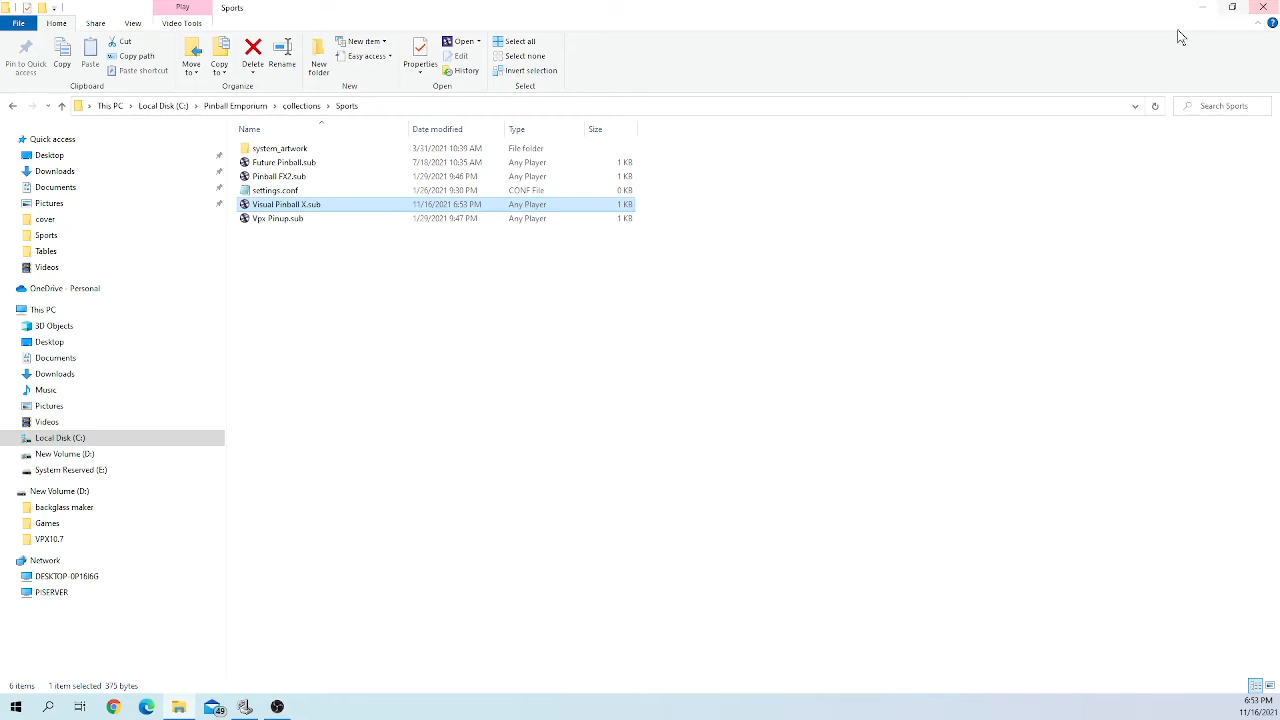 Play
Sports
File
Home
Share
View
Video Tools
Pin to Quick access
Copy
Paste
Cut
Copy path
Paste shortcut
Clipboard
Move to
Copy to
Delete
Rename
Organize
New folder
New item
Easy access
New
Properties
Open
Edit
History
Open
Select all
Select none
Invert selection
Select
This PC
Local Disk (C:)
Pinball Emporium
collections
Sports
Search Sports
Name
Date modified
Type
Size
system_artwork 3/31/2021 10:39 AM File folder
Future Pinball.sub 7/18/2021 10:35 AM Any Player 1 KB
Pinball FX2.sub 1/29/2021 9:46 PM Any Player 1 KB
settings.conf 1/26/2021 9:30 PM CONF File 0 KB
Visual Pinball X.sub 11/16/2021 6:53 PM Any Player 1 KB
Vpx Pinup.sub 1/29/2021 9:47 PM Any Player 1 KB
Quick access
Desktop
Downloads
Documents
Pictures
cover
Sports
Tables
Videos
OneDrive - Personal
This PC
3D Objects
Desktop
Documents
Downloads
Music
Pictures
Videos
Local Disk (C:)
New Volume (D:)
System Reserved (E:)
New Volume (D:)
backglass maker
Games
VPX10.7
Network
DESKTOP-0P16I6G
PISERVER
6 items
1 item selected 375 bytes
49
6:53 PM
11/16/2021